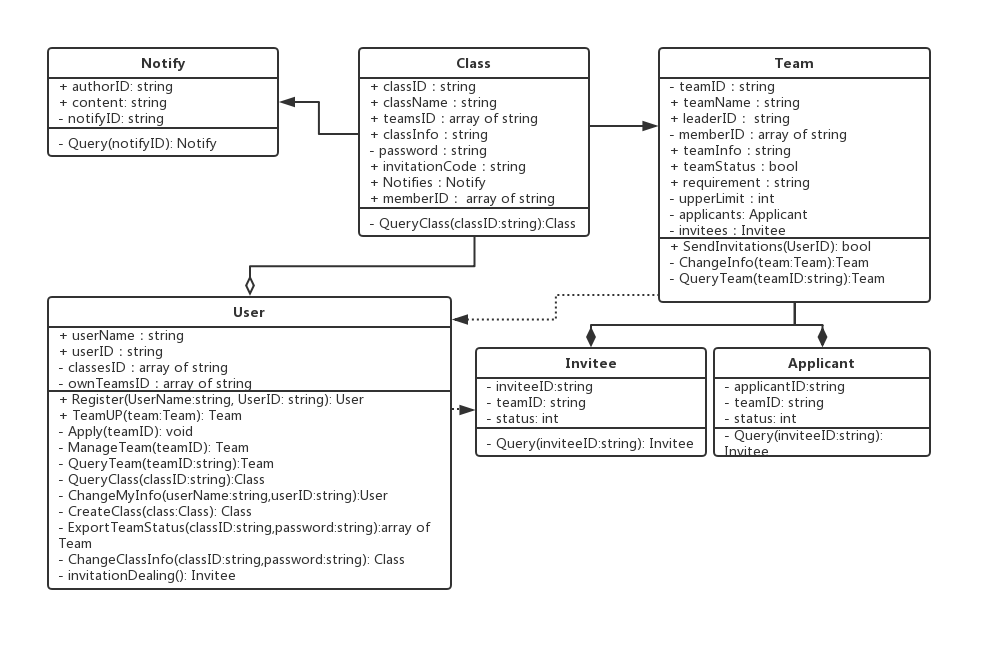 Notify
+ authorID: string
+ content: string
- notifyID: string
- Query(notifyID): Notify
Class
+ classID : string
+ className : string
+ teamsID : array of string
+ classInfo : string
- password : string
+ invitationCode : string
+ Notifies : Notify
+ memberID : array of string
- QueryClass(classID:string):Class
Team
- teamID : string
+ teamName : string
+ leaderID : string
- memberID : array of string
+ teamInfo : string
+ teamStatus : bool
+ requirement : string
- upperLimit : int
- applicants: Applicant
- invitees : Invitee
+ SendInvitations(UserID): bool
- ChangeInfo(team:Team):Team
- QueryTeam(teamID:string):Team
User
+ userName : string
+ userID : string
- classesID : array of string
- ownTeamsID : array of string
+ Register(UserName:string, UserID: string): User
+ TeamUP(team:Team): Team
- Apply(teamID): void
- ManageTeam(teamID): Team
- QueryTeam(teamID:string):Team
- QueryClass(classID:string):Class
- ChangeMyInfo(userName:string,userID:string):User
- CreateClass(class:Class): Class
- ExportTeamStatus(classID:string,password:string):array of
Team
- ChangeClassInfo(classID:string,password:string): Class
- invitationDealing(): Invitee
Invitee
- inviteeID:string
- teamID: string
- status: int
- Query(inviteeID:string): Invitee
Applicant
- applicantID:string
- teamID: string
- status: int
- Query(inviteeID:string):
Invitee